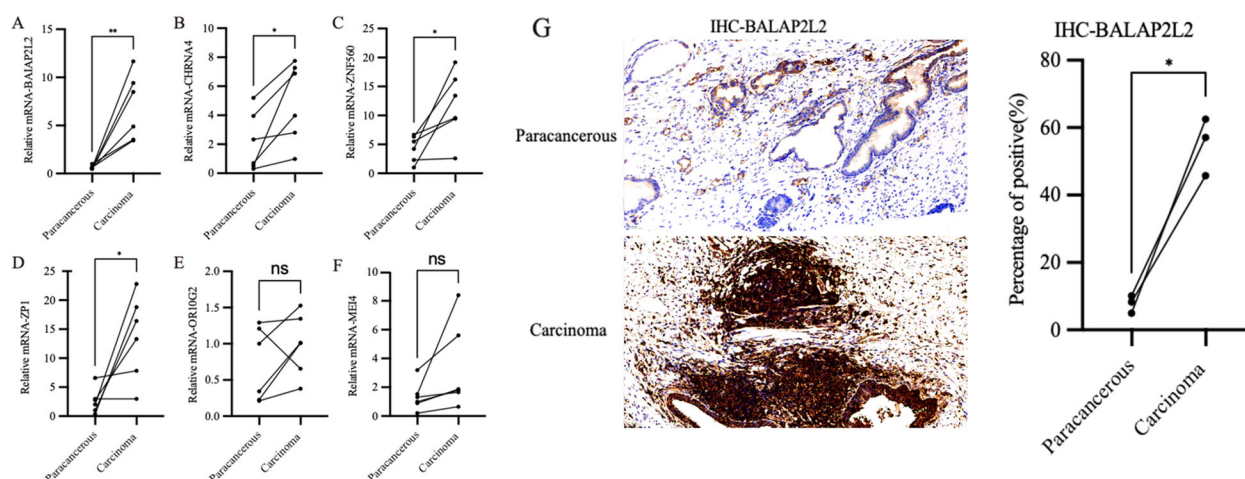 A
Relative mRNA-BAIAP2L2
15
10
5
0
**
Paracancerous
Carcinoma
B
Relative mRNA-CHRNA4
10
8
6
4
2
0
*
Paracancerous
Carcinoma
C
Relative mRNA-ZNF560
25
20
15
10
5
0
*
Paracancerous
Carcinoma
D
Relative mRNA-ZP1
25
20
15
10
5
0
*
Paracancerous
Carcinoma
E
Relative mRNA-OR10G2
2.0
1.5
1.0
0.5
0.0
ns
Paracancerous
Carcinoma
F
Relative mRNA-MEI4
10
8
6
4
2
0
ns
Paracancerous
Carcinoma
G
IHC-BALAP2L2
Paracancerous
Carcinoma
IHC-BALAP2L2
Percentage of positive(%)
80
60
40
20
0
*
Paracancerous
Carcinoma